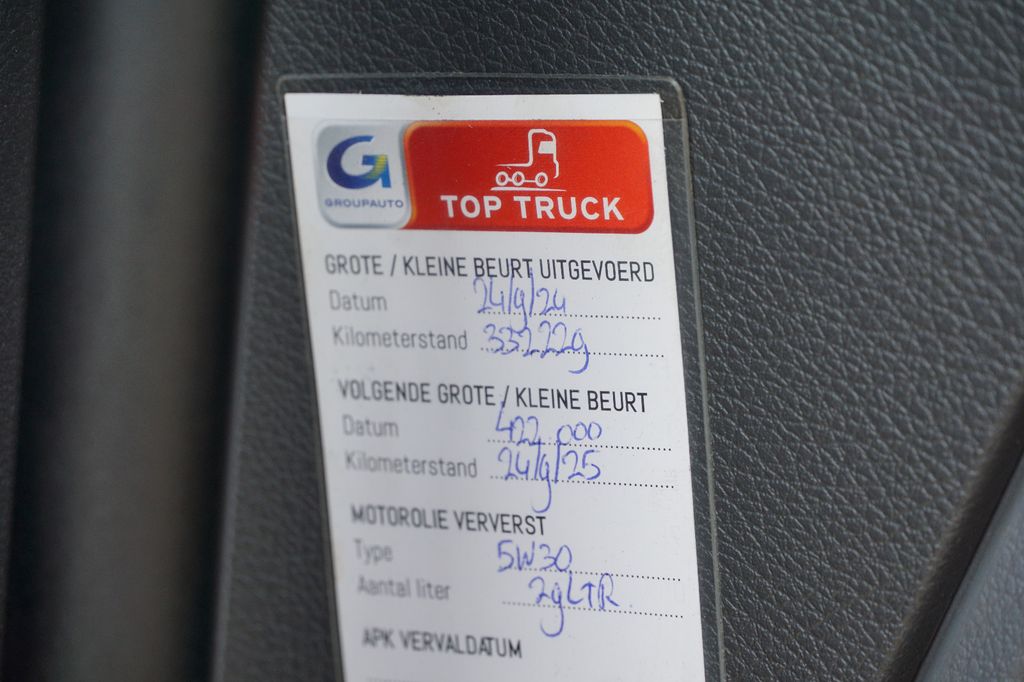 GROUPAUTO
TOP TRUCK
GROTE / KLEINE BEURT UITGEVOERD
Datum 24/9/24
Kilometerstand 332229
VOLGENDE GROTE / KLEINE BEURT
Datum 422.000
Kilometerstand 24/9/25
MOTOROLIE VERVERST
Type 5W30
Aantal liter 29LTR.
APK VERVALDATUM